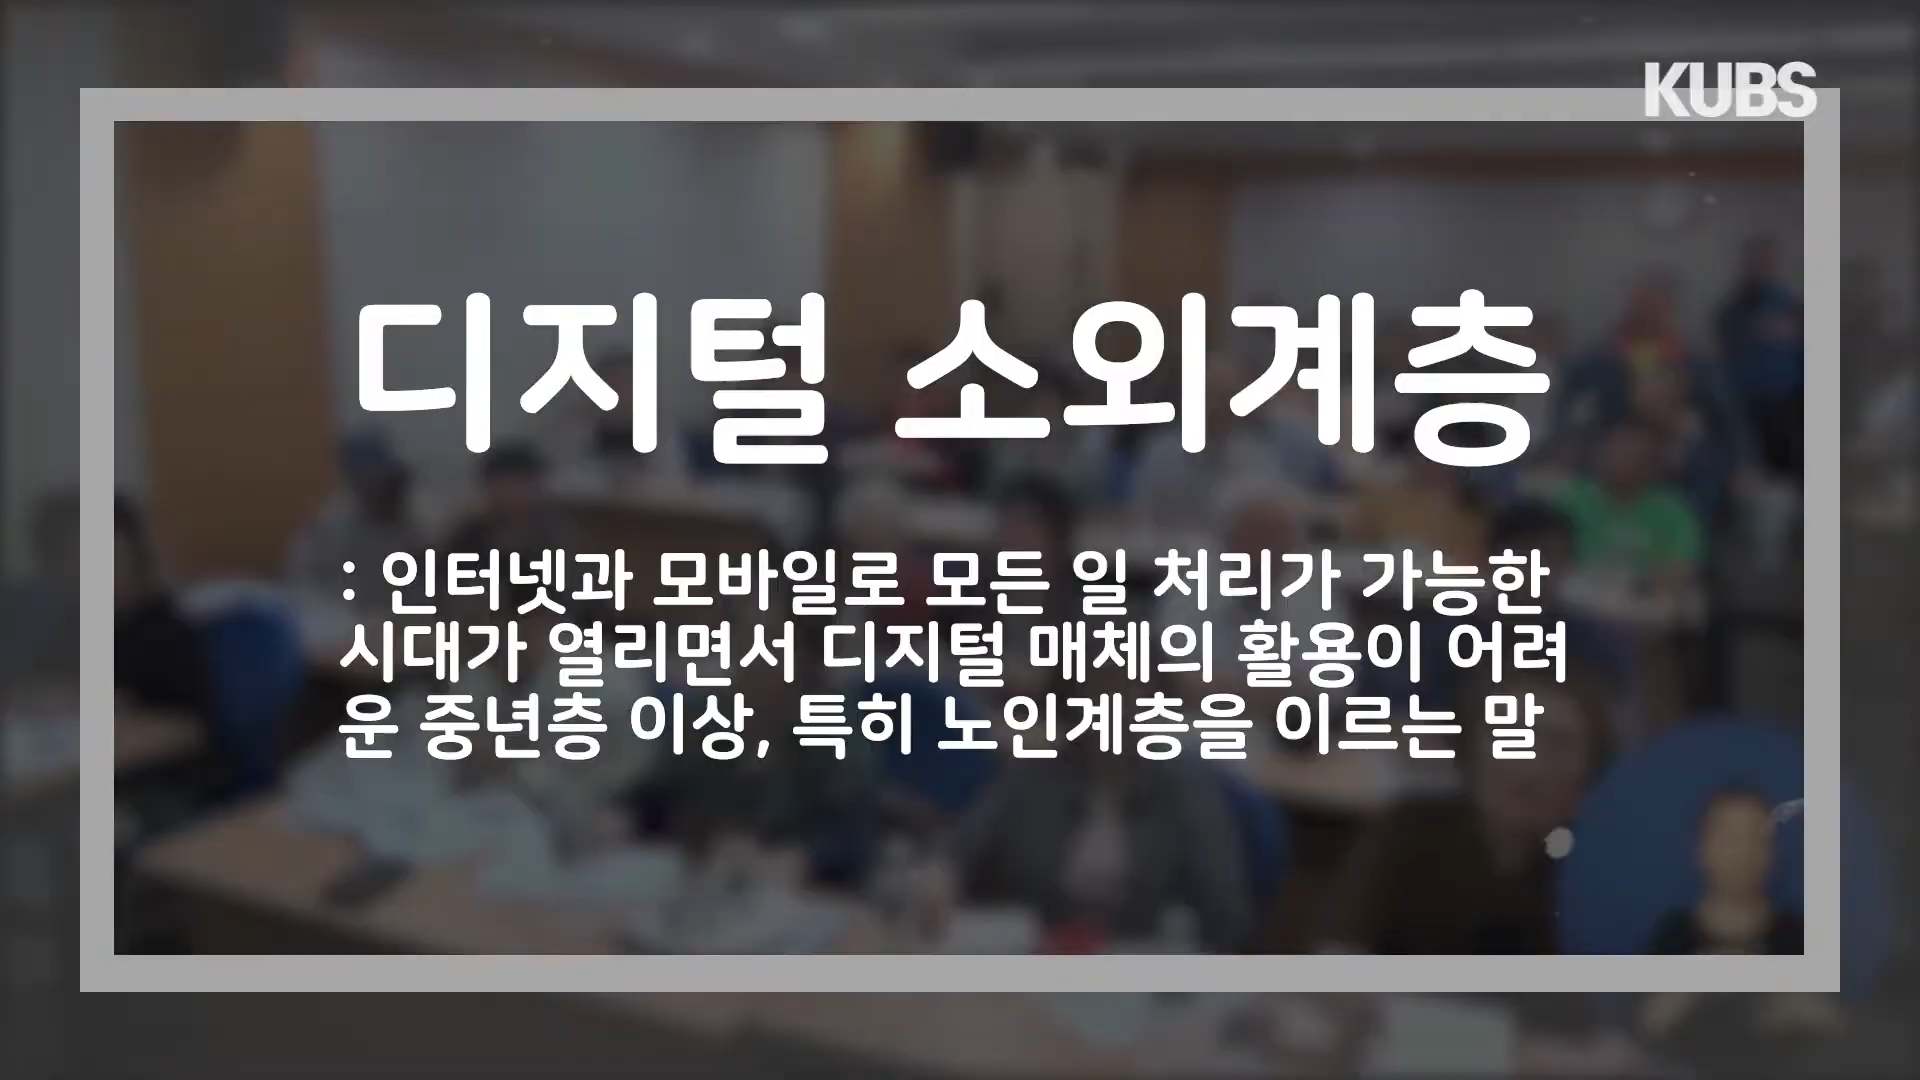 KUBS
디지털 소외계층
: 인터넷과 모바일로 모든 일 처리가 가능한
시대가 열리면서 디지털 매체의 활용이 어려
운 중년층 이상, 특히 노인계층을 이르는 말